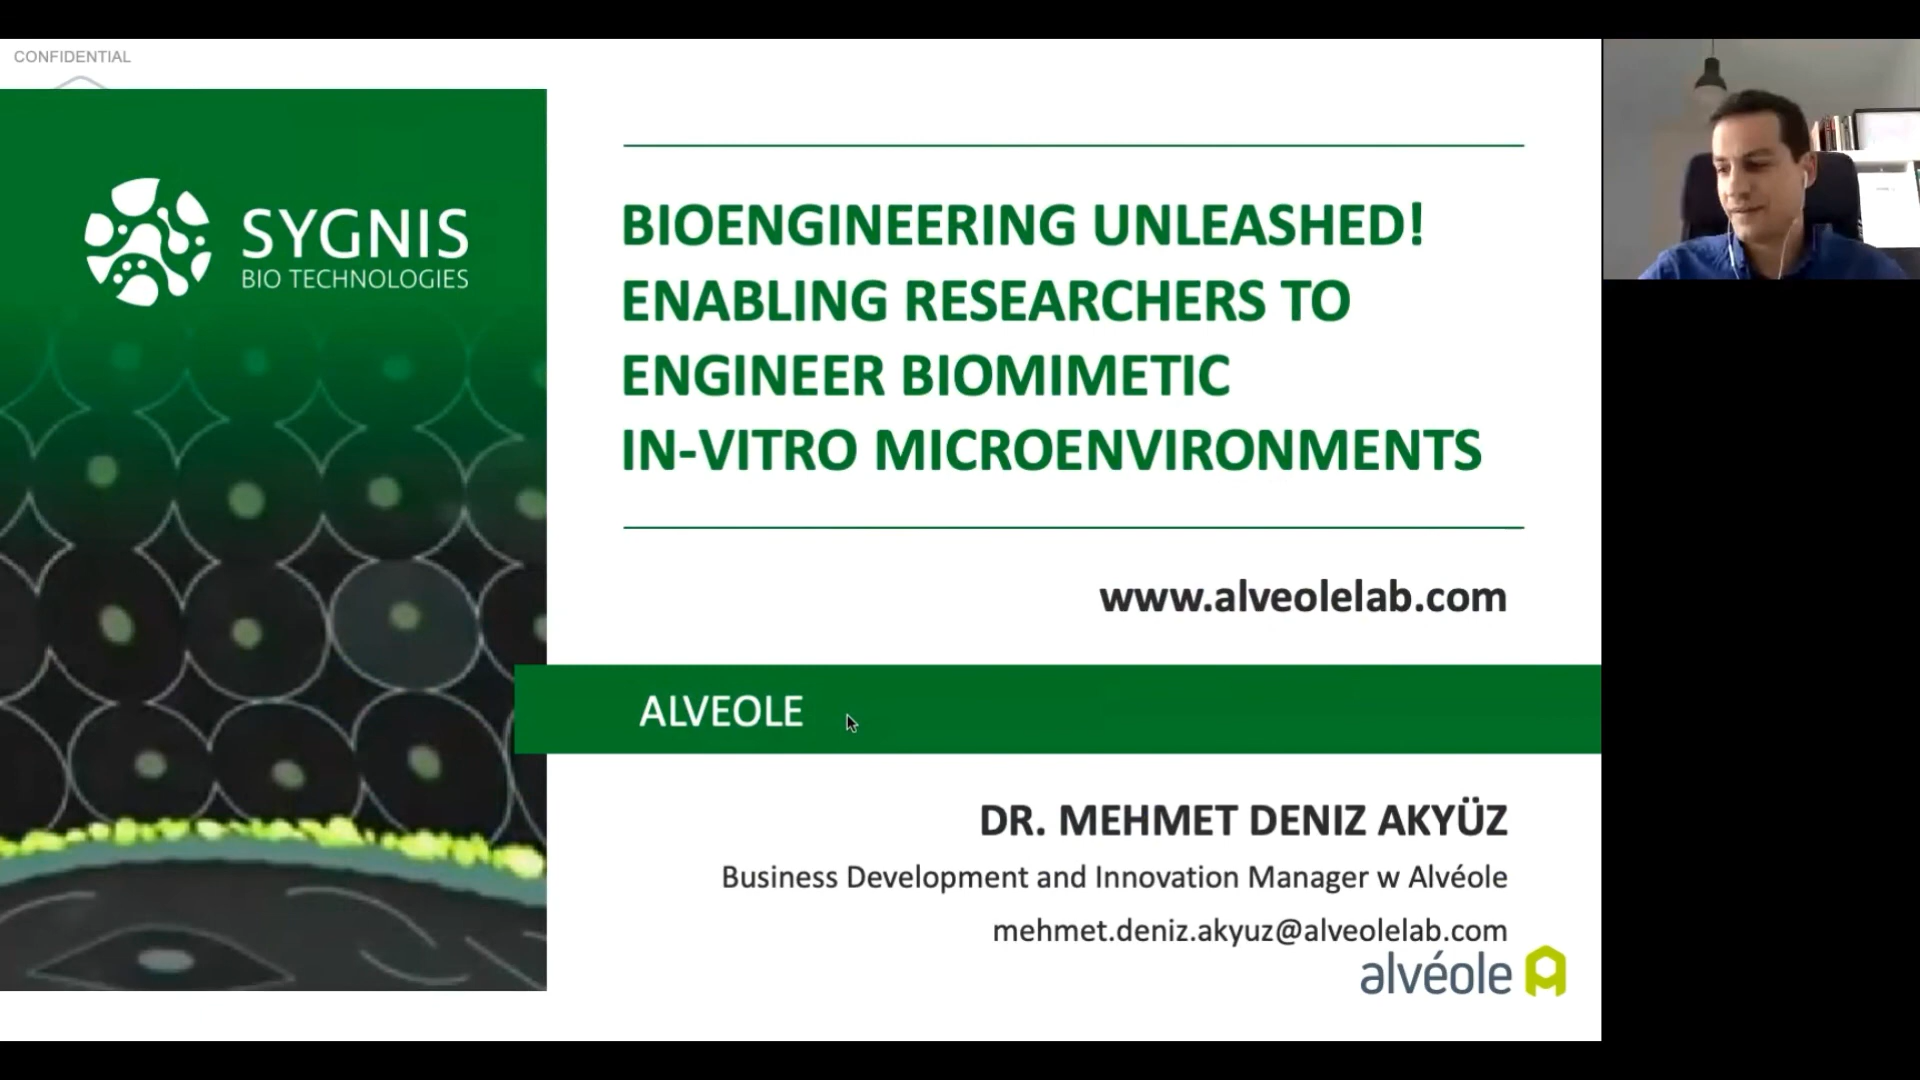 CONFIDENTIAL
SYGNIS
BIO TECHNOLOGIES
BIOENGINEERING UNLEASHED!
ENABLING RESEARCHERS TO
ENGINEER BIOMIMETIC
IN-VITRO MICROENVIRONMENTS
www.alveolelab.com
ALVEOLE
DR. MEHMET DENIZ AKYÜZ
Business Development and Innovation Manager w Alvéole
mehmet.deniz.akyuz@alveolelab.com
alvéole